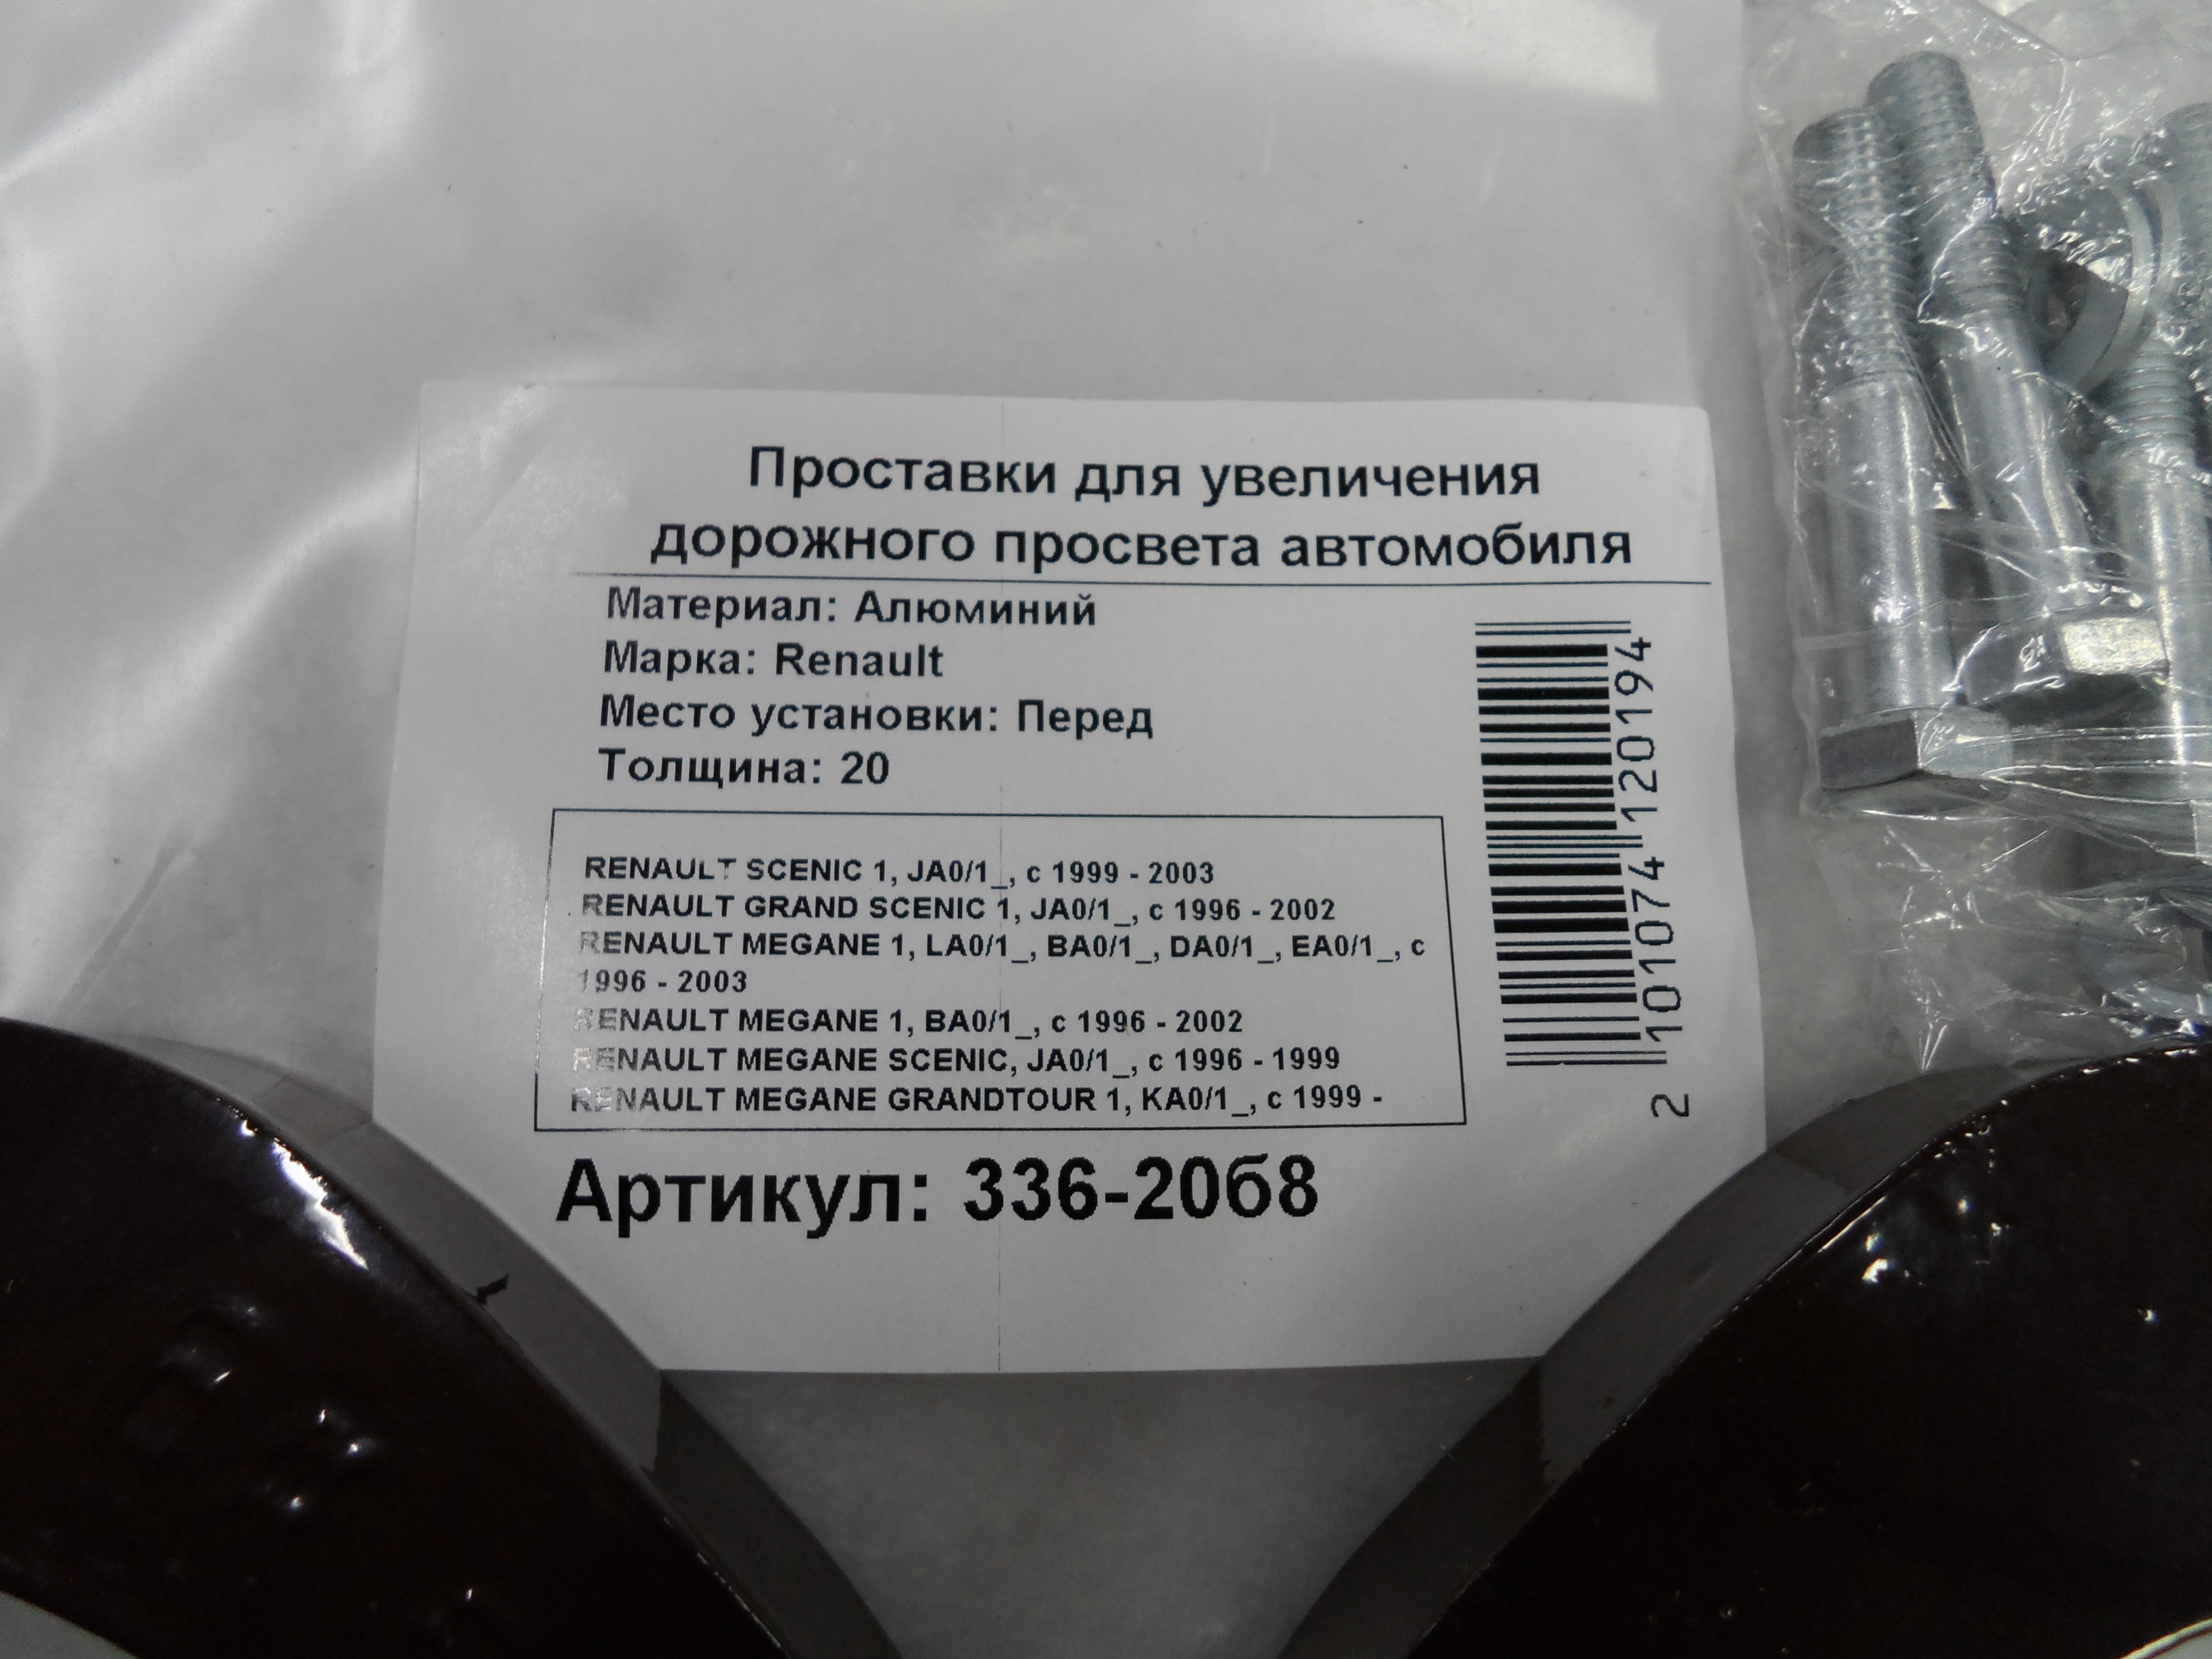 Проставки для увеличения
дорожного просвета автомобиля
Материал: Алюминий
Марка: Renault
Место установки: Перед
Толщина: 20
RENAULT SCENIC 1, JA0/1_, с 1999 - 2003
RENAULT GRAND SCENIC 1, JA0/1_, с 1996 - 2002
RENAULT MEGANE 1, LA0/1_, BA0/1_, DA0/1_, EA0/1_, с
1996 - 2003
RENAULT MEGANE 1, BA0/1_, с 1996 - 2002
RENAULT MEGANE SCENIC, JA0/1_, с 1996 - 1999
RENAULT MEGANE GRANDTOUR 1, KA0/1_, с 1999 -
Артикул: 336-20б8
2 101074 120194